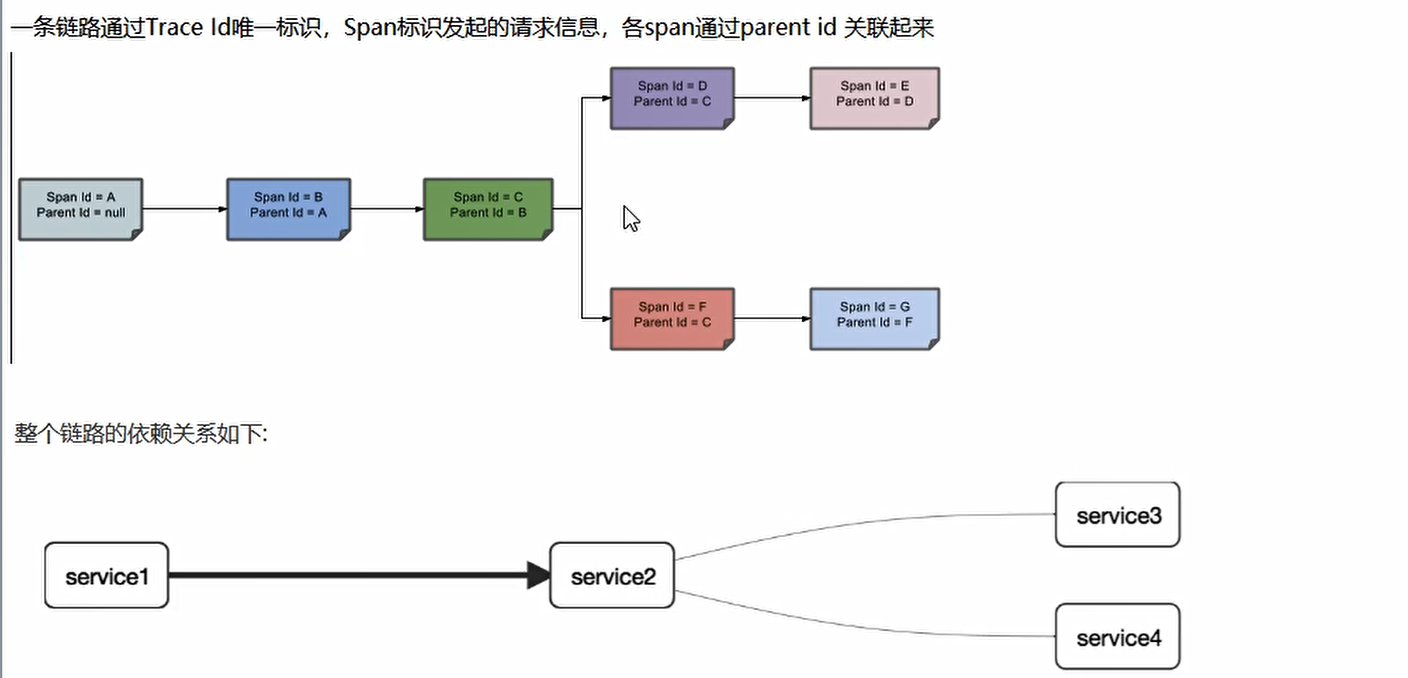 一条链路通过Trace Id唯一标识，Span标识发起的请求信息，各span通过parent id 关联起来
Span Id = D
Parent Id = C
Span Id = E
Parent Id = D
Span Id = A
Parent Id = null
Span Id = B
Parent Id = A
Span Id = C
Parent Id = B
Span Id = F
Parent Id = C
Span Id = G
Parent Id = F
整个链路的依赖关系如下:
service3
service1
service2
service4